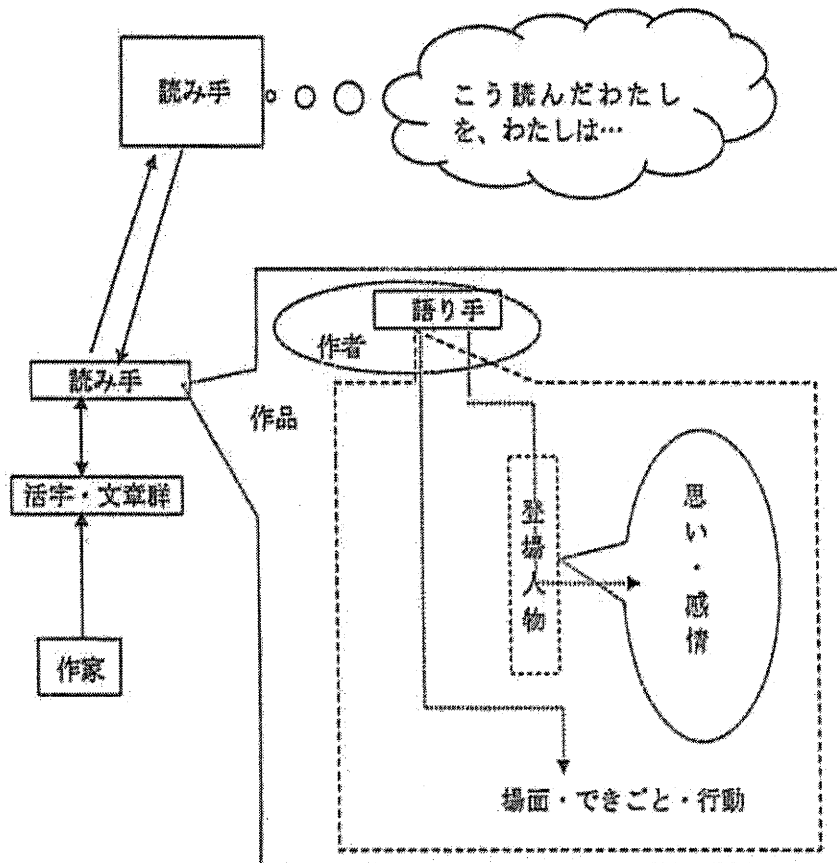 読み手
こう読んだわたし
を、わたしは…
語り手
作者
読み手
作品
活字・文章群
登場人物
思い・感情
作家
場面・できごと・行動